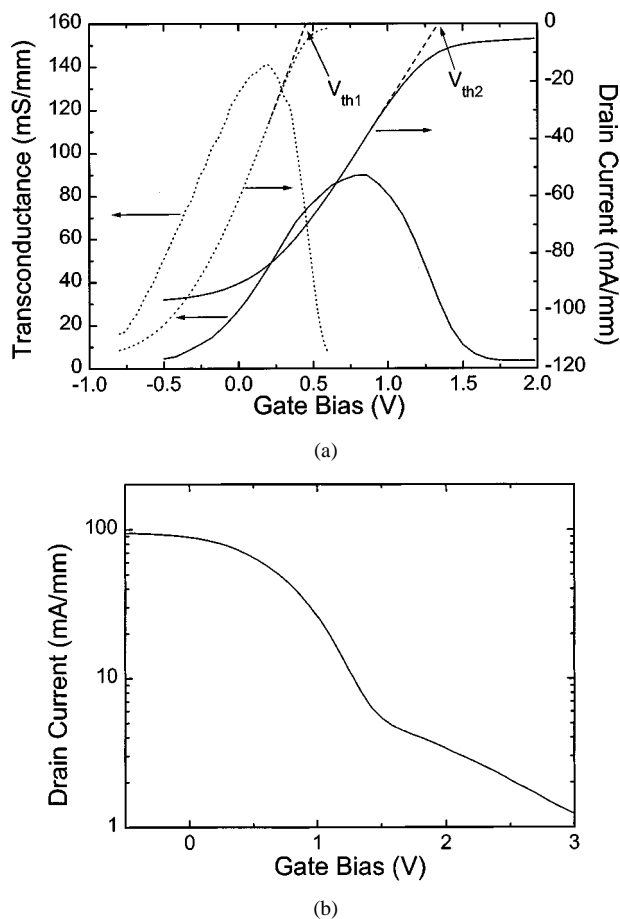 160
140
120
100
80
60
40
20
0
Transconductance (mS/mm)
V_th1
V_th2
0
-20
-40
-60
-80
-100
-120
Drain Current (mA/mm)
-1.0 -0.5 0.0 0.5 1.0 1.5 2.0
Gate Bias (V)
(a)
100
10
1
Drain Current (mA/mm)
0 1 2 3
Gate Bias (V)
(b)